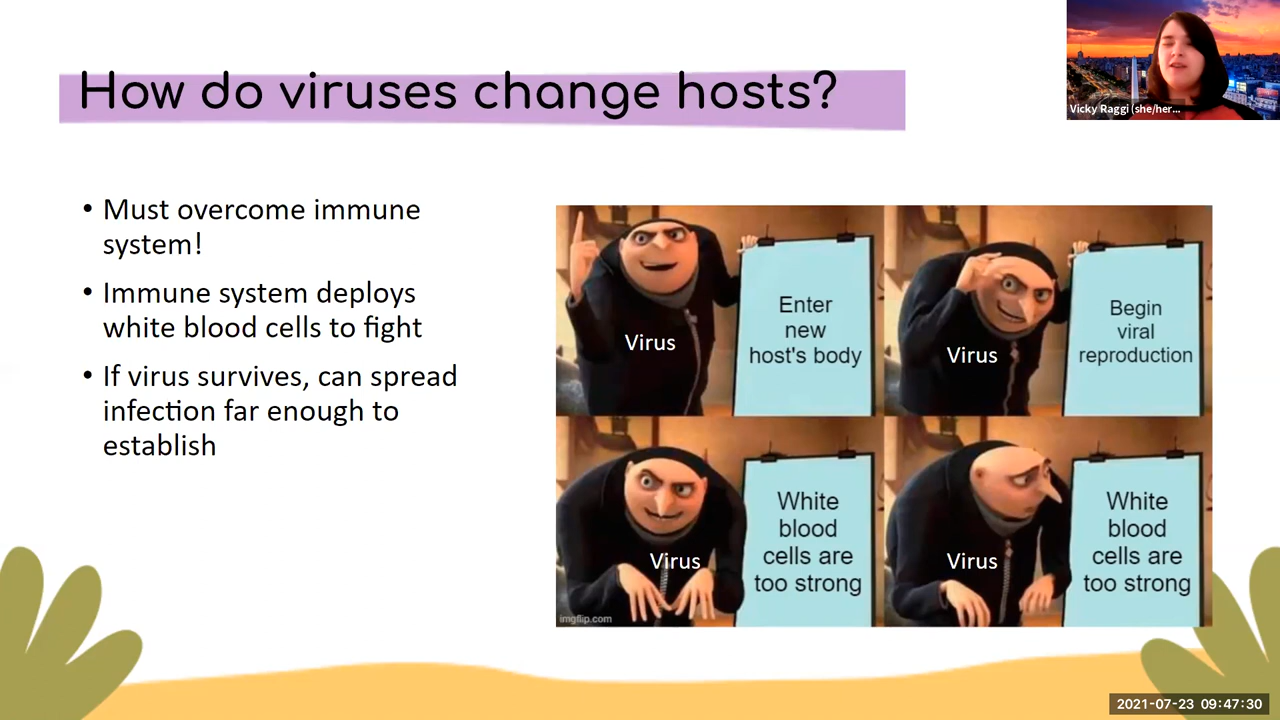 How do viruses change hosts?
Vicky Raggi (she/her...
• Must overcome immune
system!
• Immune system deploys
white blood cells to fight
• If virus survives, can spread
infection far enough to
establish
Virus
Enter
new
host's body
Virus
Begin
viral
reproduction
Virus
White
blood
cells are
too strong
Virus
White
blood
cells are
too strong
imgflip.com
2021-07-23 09:47:30